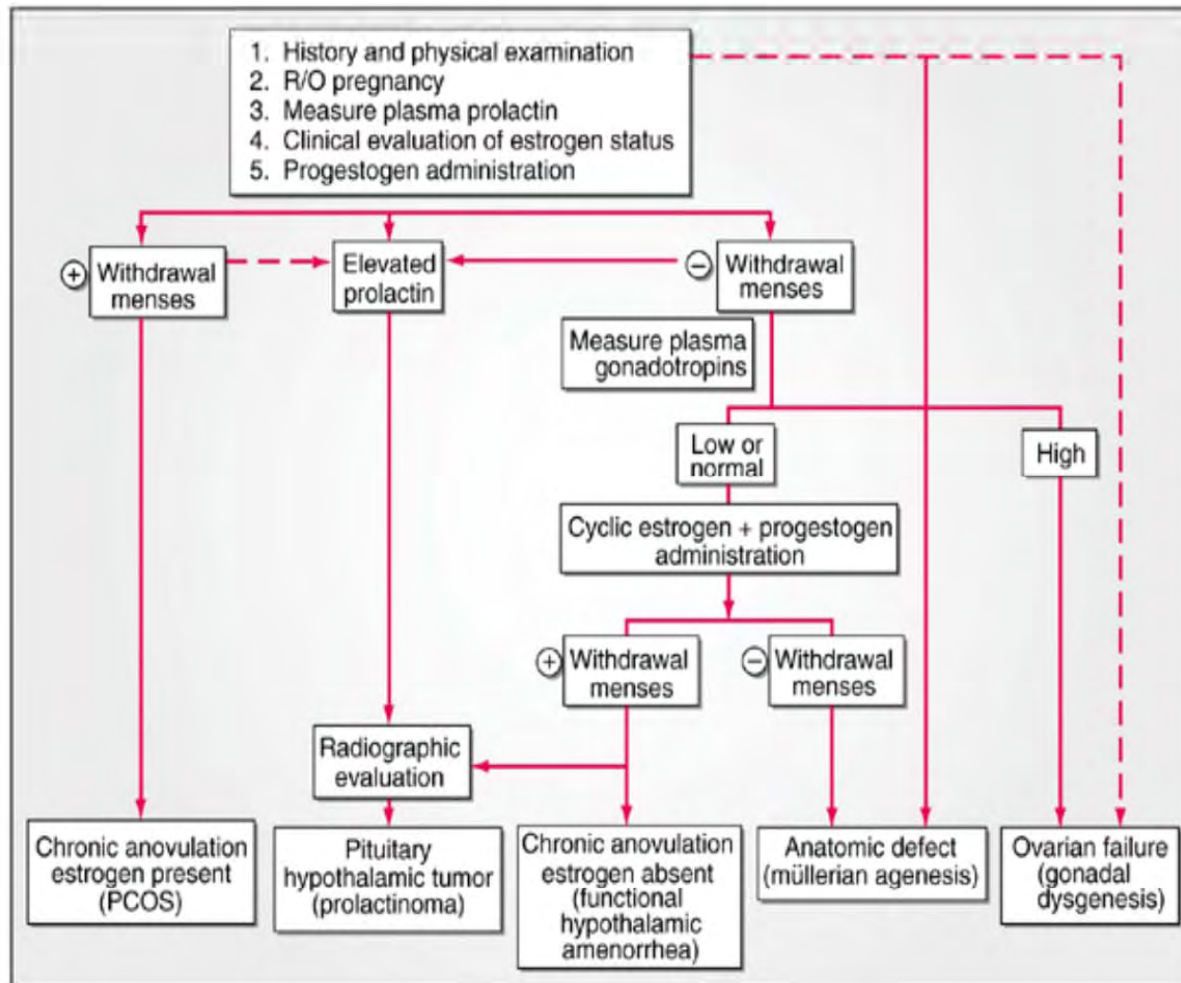 1. History and physical examination
2. R/O pregnancy
3. Measure plasma prolactin
4. Clinical evaluation of estrogen status
5. Progestogen administration
+ Withdrawal
menses
Elevated
prolactin
− Withdrawal
menses
Measure plasma
gonadotropins
Low or
normal
High
Cyclic estrogen + progestogen
administration
+ Withdrawal
menses
− Withdrawal
menses
Radiographic
evaluation
Chronic anovulation
estrogen present
(PCOS)
Pituitary
hypothalamic tumor
(prolactinoma)
Chronic anovulation
estrogen absent
(functional
hypothalamic
amenorrhea)
Anatomic defect
(müllerian agenesis)
Ovarian failure
(gonadal
dysgenesis)